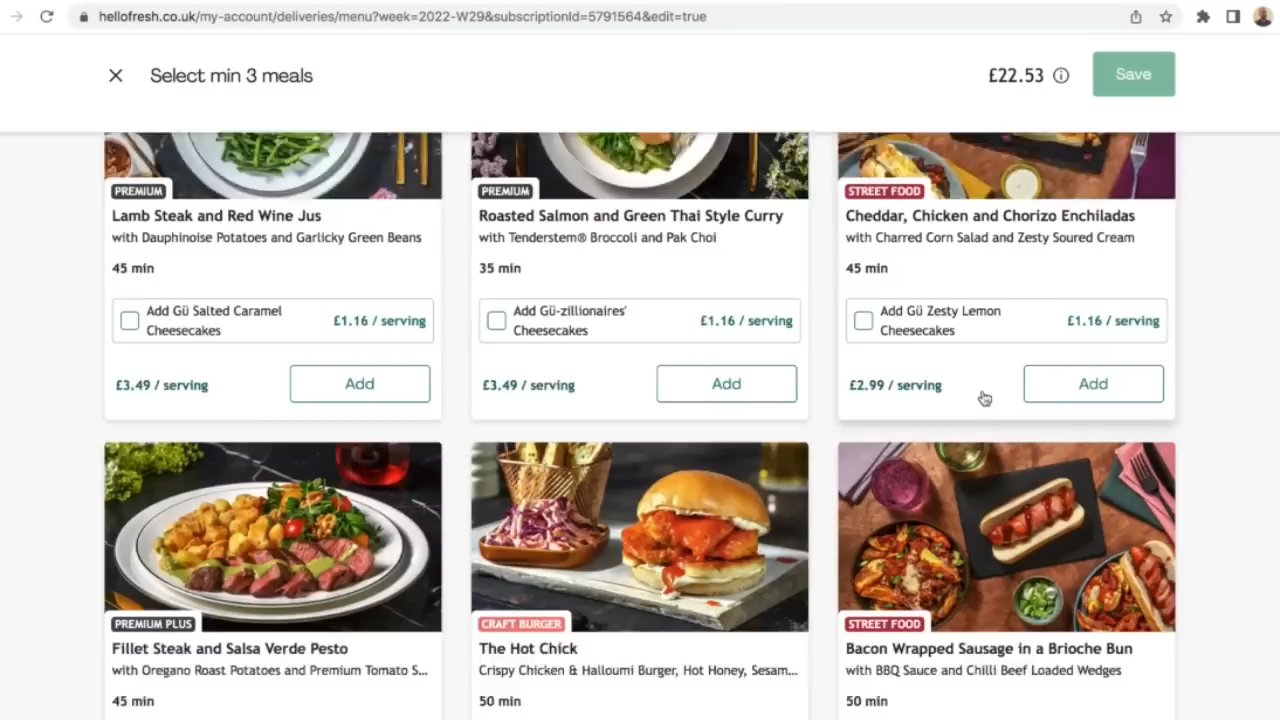 hellofresh.co.uk/my-account/deliveries/menu?week=2022-W29&subscriptionId=5791564&edit=true
Select min 3 meals
£22.53
Save
PREMIUM
Lamb Steak and Red Wine Jus
with Dauphinoise Potatoes and Garlicky Green Beans
45 min
Add Gü Salted Caramel
Cheesecakes
£1.16 / serving
£3.49 / serving
Add
PREMIUM
Roasted Salmon and Green Thai Style Curry
with Tenderstem® Broccoli and Pak Choi
35 min
Add Gü-zillionaires'
Cheesecakes
£1.16 / serving
£3.49 / serving
Add
STREET FOOD
Cheddar, Chicken and Chorizo Enchiladas
with Charred Corn Salad and Zesty Soured Cream
45 min
Add Gü Zesty Lemon
Cheesecakes
£1.16 / serving
£2.99 / serving
Add
PREMIUM PLUS
Fillet Steak and Salsa Verde Pesto
with Oregano Roast Potatoes and Premium Tomato S...
45 min
CRAFT BURGER
The Hot Chick
Crispy Chicken & Halloumi Burger, Hot Honey, Sesam...
50 min
STREET FOOD
Bacon Wrapped Sausage in a Brioche Bun
with BBQ Sauce and Chilli Beef Loaded Wedges
50 min